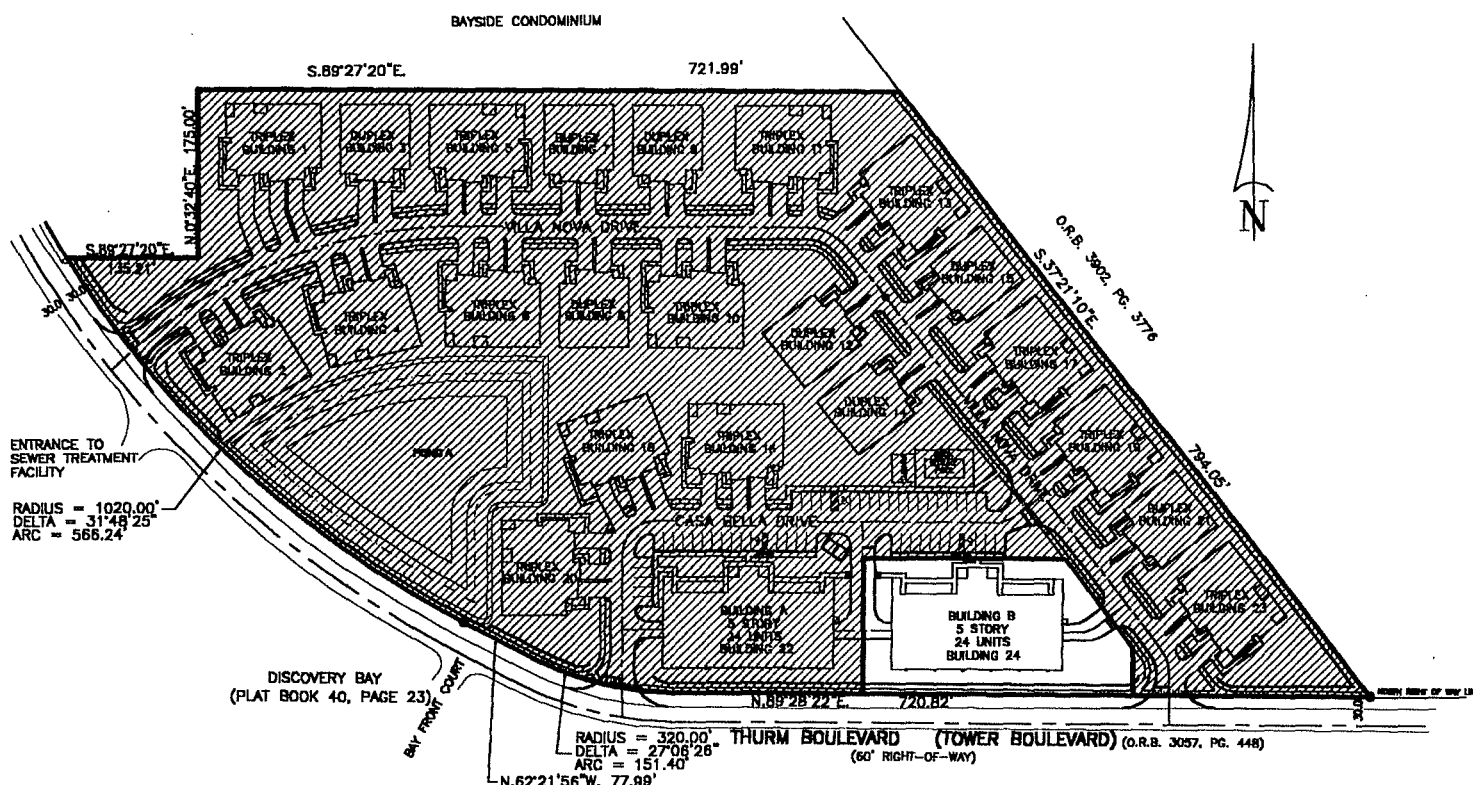 BAYSIDE CONDOMINIUM
S.89°27'20"E.
721.99'
N.0°32'40"E. 175.00'
S.89°27'20"E.
135.21'
30.0'
30.0'
TRIPLEX
BUILDING 1
DUPLEX
BUILDING 3
TRIPLEX
BUILDING 5
DUPLEX
BUILDING 7
DUPLEX
BUILDING 9
TRIPLEX
BUILDING 11
TRIPLEX
BUILDING 13
DUPLEX
BUILDING 15
TRIPLEX
BUILDING 17
TRIPLEX
BUILDING 19
DUPLEX
BUILDING 21
TRIPLEX
BUILDING 23
VILLA NOVA DRIVE
TRIPLEX
BUILDING 2
TRIPLEX
BUILDING 4
TRIPLEX
BUILDING 6
DUPLEX
BUILDING 8
TRIPLEX
BUILDING 10
DUPLEX
BUILDING 12
DUPLEX
BUILDING 14
TRIPLEX
BUILDING 18
TRIPLEX
BUILDING
TRIPLEX
BUILDING 20
CASA BELLA DRIVE
O.R.B. 3902, PG. 3776
S.37°21'10"E.
794.05'
N
ENTRANCE TO
SEWER TREATMENT
FACILITY
RADIUS = 1020.00'
DELTA = 31°48'25"
ARC = 566.24'
BUILDING A
5 STORY
24 UNITS
BUILDING 22
BUILDING B
5 STORY
24 UNITS
BUILDING 24
DISCOVERY BAY
(PLAT BOOK 40, PAGE 23)
BAY FRONT COURT
N.89°28'22"E. 720.82'
30.0'
RADIUS = 320.00'
DELTA = 27°06'26"
ARC = 151.40'
N.62°21'56"W. 77.99'
THURM BOULEVARD (TOWER BOULEVARD) (O.R.B. 3057, PG. 448)
(60' RIGHT-OF-WAY)